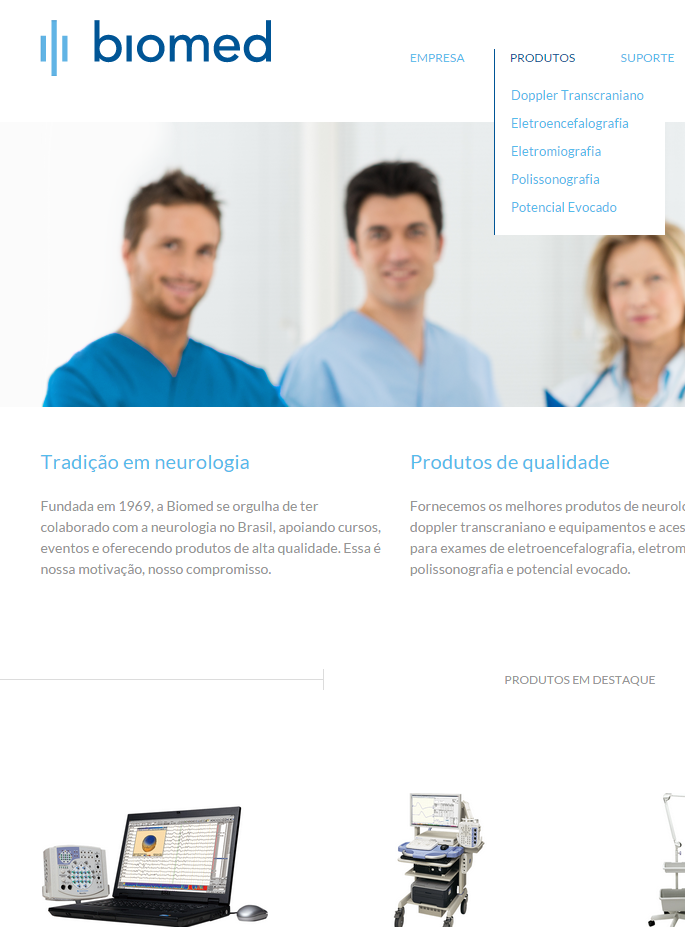 biomed
EMPRESA
PRODUTOS
SUPORTE
Doppler Transcraniano
Eletroencefalografia
Eletromiografia
Polissonografia
Potencial Evocado
Tradição em neurologia
Fundada em 1969, a Biomed se orgulha de ter
colaborado com a neurologia no Brasil, apoiando cursos,
eventos e oferecendo produtos de alta qualidade. Essa é
nossa motivação, nosso compromisso.
Produtos de qualidade
Fornecemos os melhores produtos de neurolo
doppler transcraniano e equipamentos e aces
para exames de eletroencefalografia, eletrom
polissonografia e potencial evocado.
PRODUTOS EM DESTAQUE